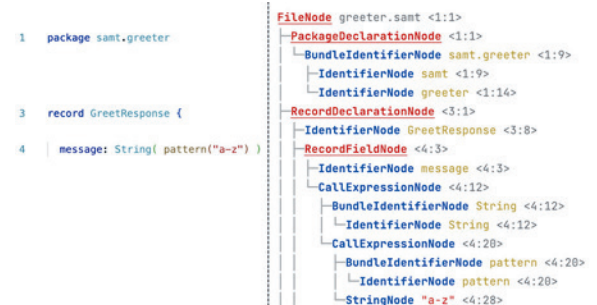 1 package samt.greeter
3 record GreetResponse {
4 message: String( pattern("a-z") )
FileNode greeter.samt <1:1>
PackageDeclarationNode <1:1>
BundleIdentifierNode samt.greeter <1:9>
IdentifierNode samt <1:9>
IdentifierNode greeter <1:14>
RecordDeclarationNode <3:1>
IdentifierNode GreetResponse <3:8>
RecordFieldNode <4:3>
IdentifierNode message <4:3>
CallExpressionNode <4:12>
BundleIdentifierNode String <4:12>
IdentifierNode String <4:12>
CallExpressionNode <4:20>
BundleIdentifierNode pattern <4:20>
IdentifierNode pattern <4:20>
StringNode "a-z" <4:28>